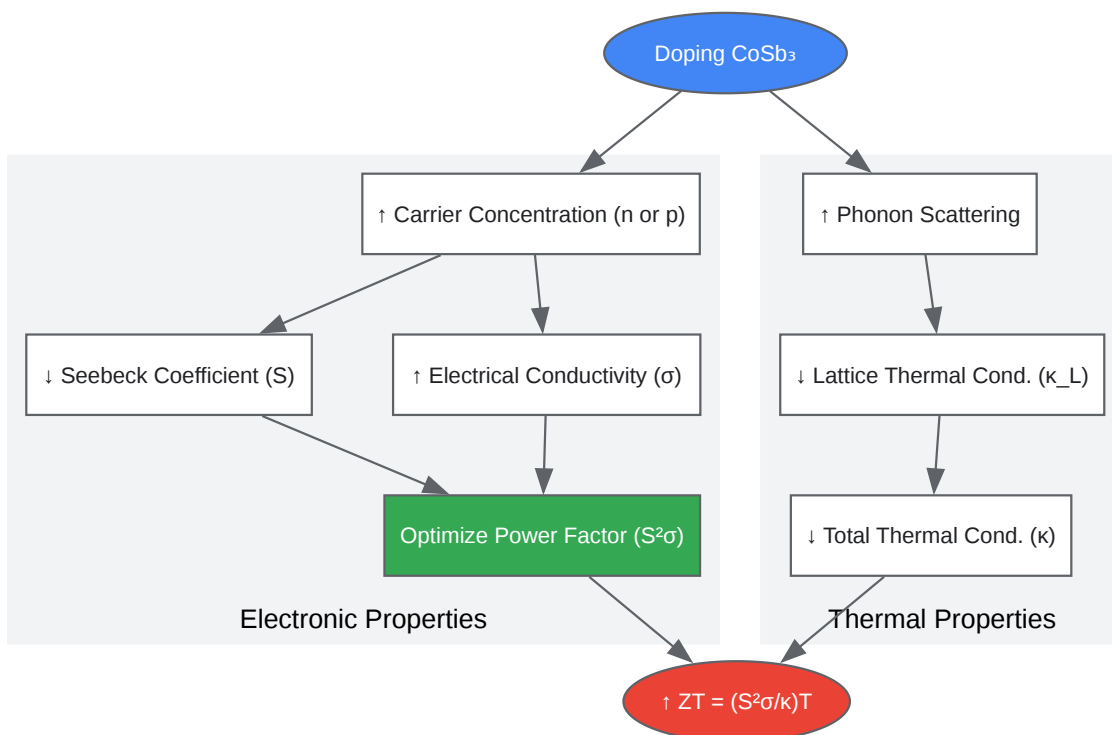 Doping CoSb₃
↑ Carrier Concentration (n or p)
↑ Phonon Scattering
↓ Seebeck Coefficient (S)
↑ Electrical Conductivity (σ)
↓ Lattice Thermal Cond. (κ_L)
Optimize Power Factor (S²σ)
↓ Total Thermal Cond. (κ)
Electronic Properties
Thermal Properties
↑ ZT = (S²σ/κ)T